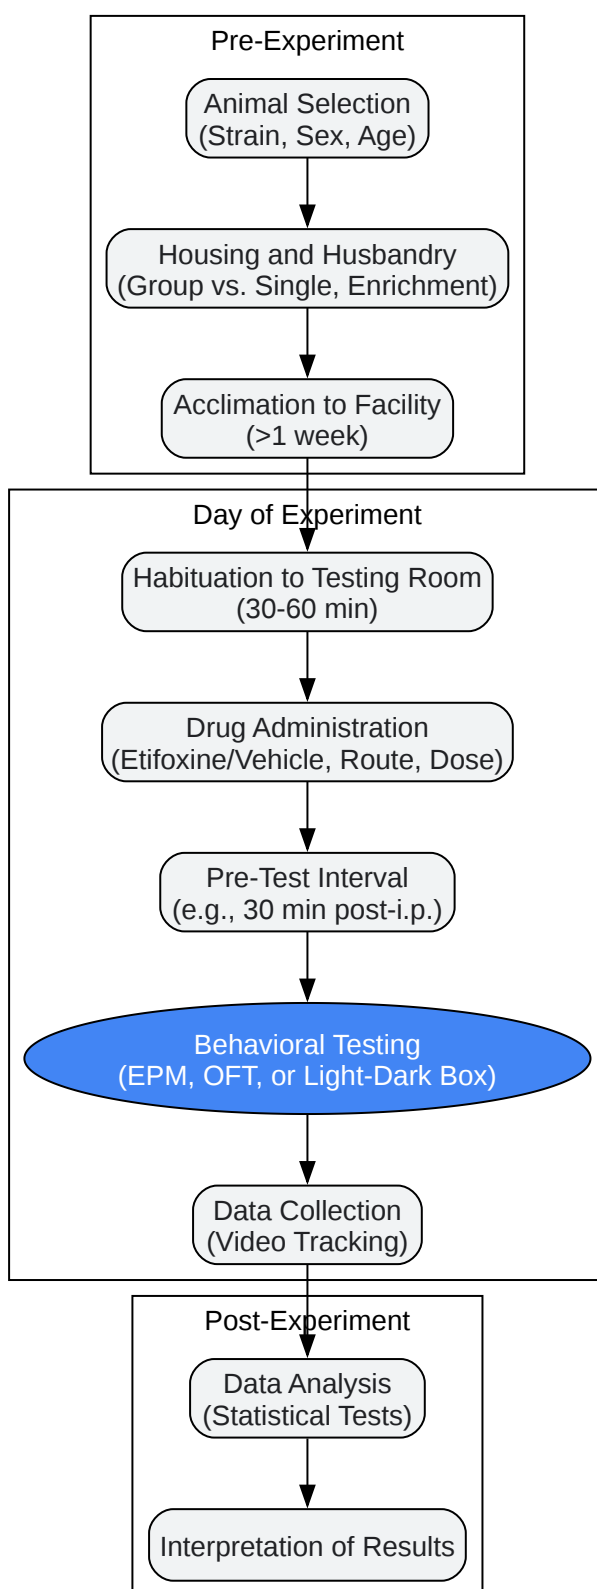 Pre-Experiment
Animal Selection
(Strain, Sex, Age)
Housing and Husbandry
(Group vs. Single, Enrichment)
Acclimation to Facility
(>1 week)
Day of Experiment
Habituation to Testing Room
(30-60 min)
Drug Administration
(Etifoxine/Vehicle, Route, Dose)
Pre-Test Interval
(e.g., 30 min post-i.p.)
Behavioral Testing
(EPM, OFT, or Light-Dark Box)
Data Collection
(Video Tracking)
Post-Experiment
Data Analysis
(Statistical Tests)
Interpretation of Results